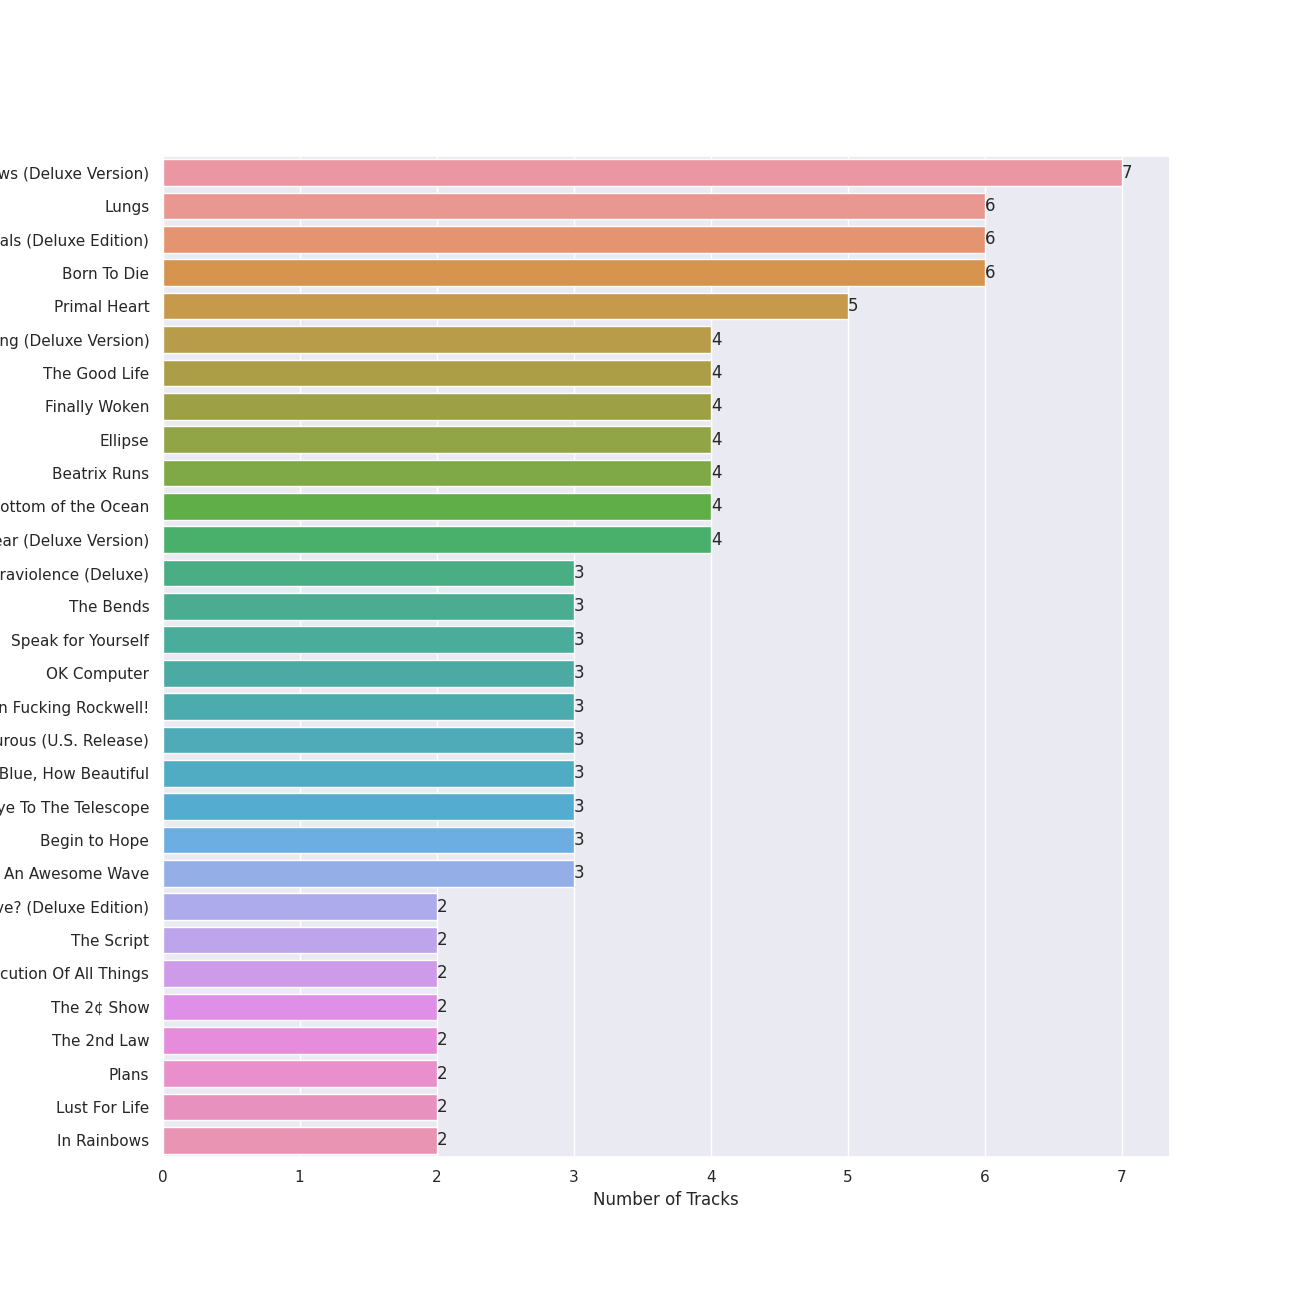 ws (Deluxe Version) 7
Lungs 6
als (Deluxe Edition) 6
Born To Die 6
Primal Heart 5
ng (Deluxe Version) 4
The Good Life 4
Finally Woken 4
Ellipse 4
Beatrix Runs 4
ottom of the Ocean 4
ear (Deluxe Version) 4
raviolence (Deluxe) 3
The Bends 3
Speak for Yourself 3
OK Computer 3
n Fucking Rockwell! 3
urous (U.S. Release) 3
Blue, How Beautiful 3
ye To The Telescope 3
Begin to Hope 3
An Awesome Wave 3
ve? (Deluxe Edition) 2
The Script 2
cution Of All Things 2
The 2¢ Show 2
The 2nd Law 2
Plans 2
Lust For Life 2
In Rainbows 2
0 1 2 3 4 5 6 7
Number of Tracks